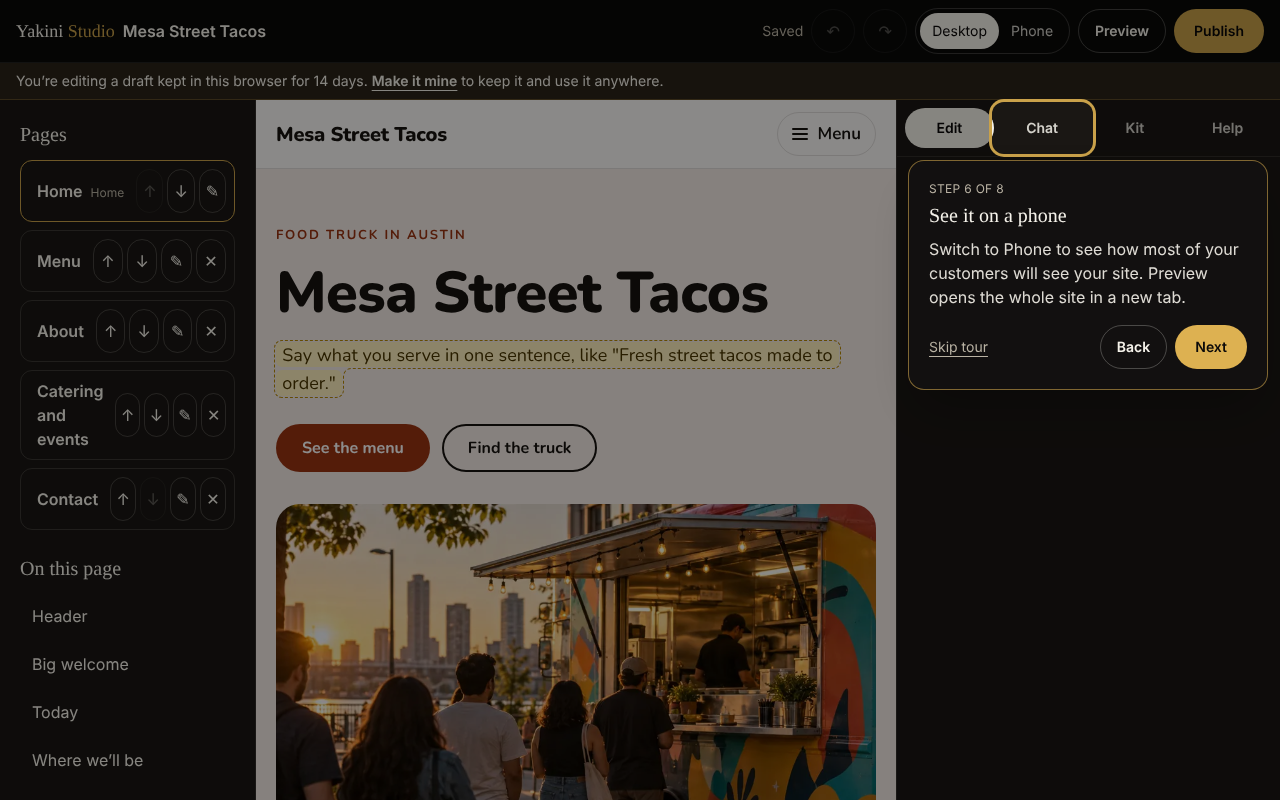 Yakini Studio Mesa Street Tacos
Saved
Desktop
Phone
Preview
Publish
You're editing a draft kept in this browser for 14 days. Make it mine to keep it and use it anywhere.
Pages
Home Home ↑ ↓ ✎
Menu ↑ ↓ ✎ ✕
About ↑ ↓ ✎ ✕
Catering
and
events
↑ ↓ ✎ ✕
Contact ↑ ↓ ✎ ✕
On this page
Header
Big welcome
Today
Where we'll be
Mesa Street Tacos
Menu
FOOD TRUCK IN AUSTIN
Mesa Street Tacos
Say what you serve in one sentence, like "Fresh street tacos made to
order."
See the menu
Find the truck
Edit
Chat
Kit
Help
STEP 6 OF 8
See it on a phone
Switch to Phone to see how most of your
customers will see your site. Preview
opens the whole site in a new tab.
Skip tour
Back
Next